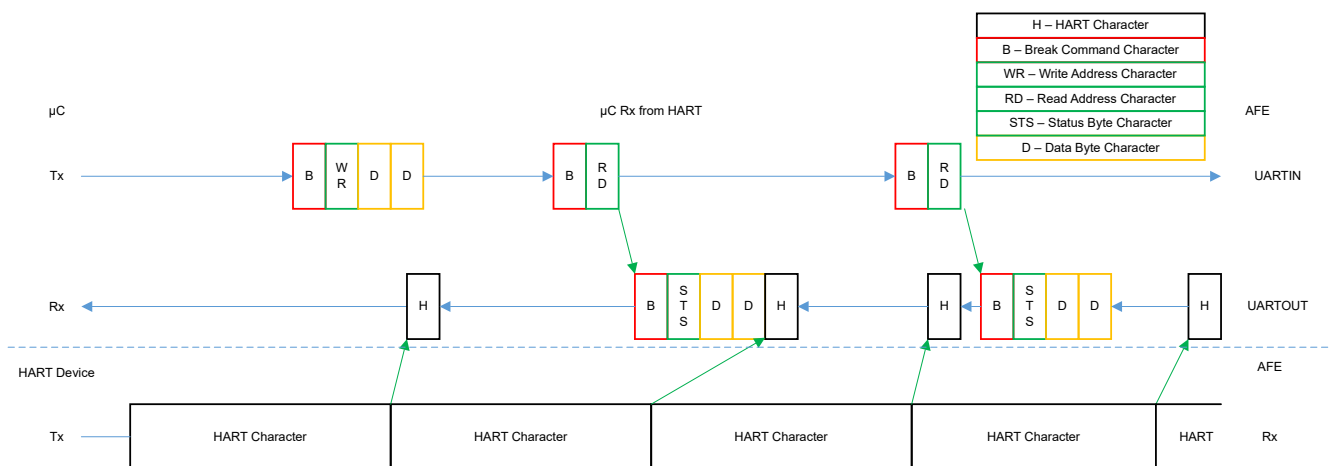 H – HART Character
B – Break Command Character
WR – Write Address Character
RD – Read Address Character
STS – Status Byte Character
D – Data Byte Character
µC
µC Rx from HART
AFE
Tx
B
W
R
D
D
B
R
D
B
R
D
UARTIN
Rx
H
B
S
T
S
D
D
H
H
B
S
T
S
D
D
H
UARTOUT
HART Device
AFE
Tx
HART Character
HART Character
HART Character
HART Character
HART
Rx